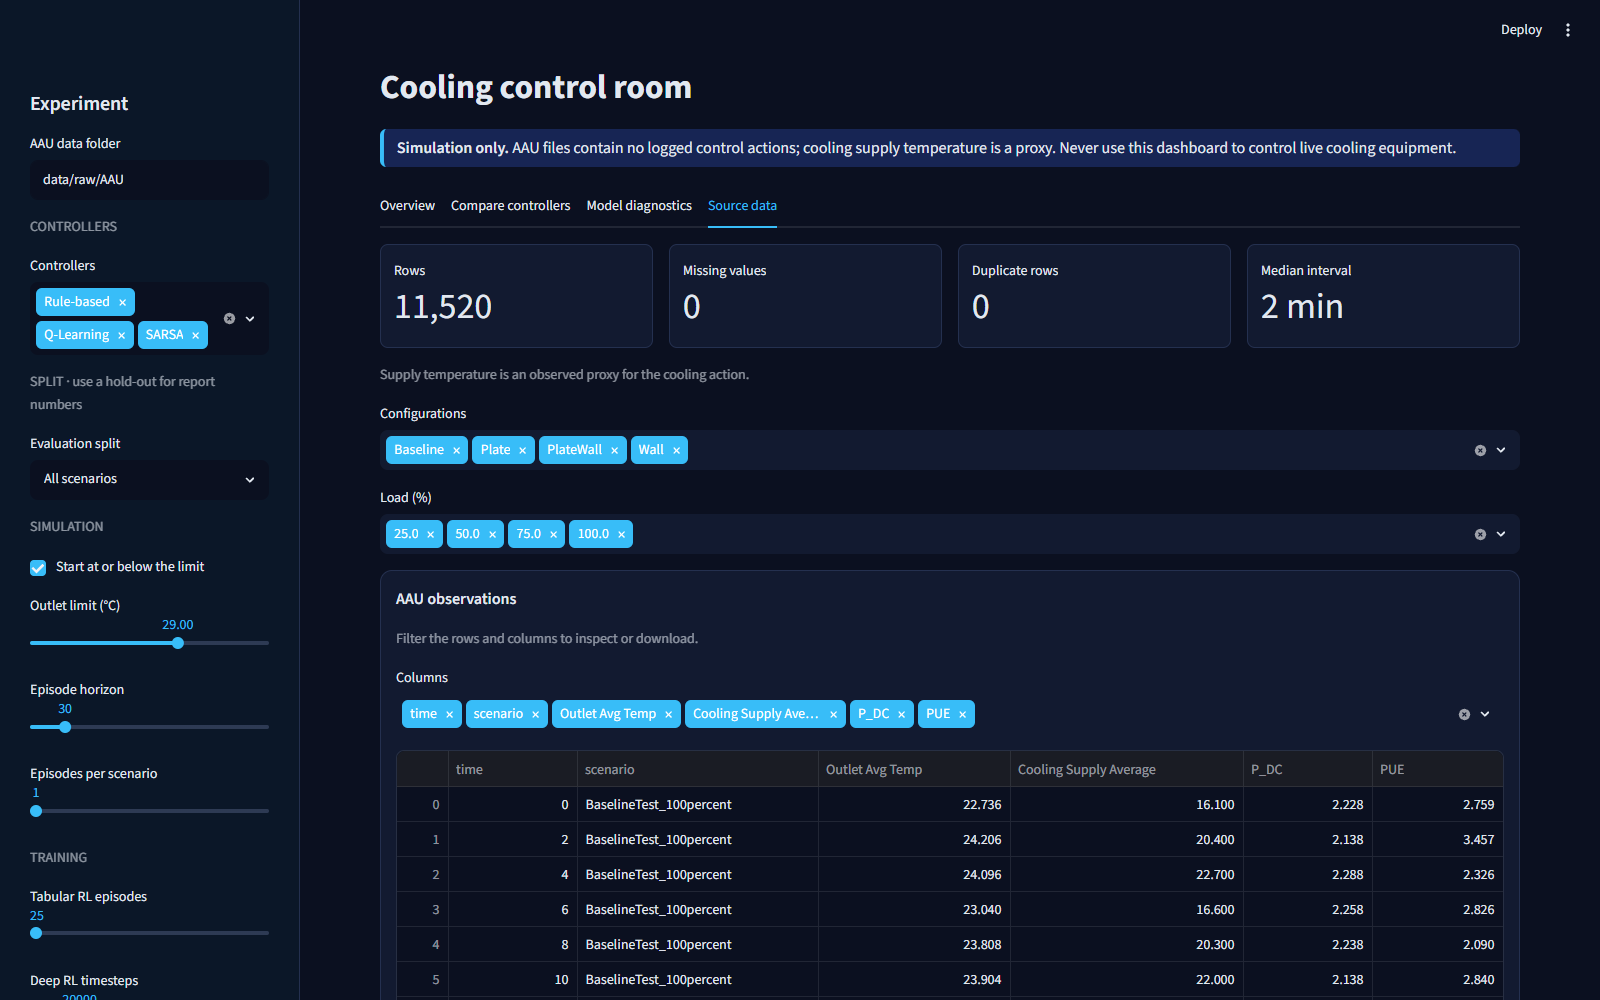 Deploy
Experiment
AAU data folder
data/raw/AAU
CONTROLLERS
Controllers
Rule-based ×
Q-Learning × SARSA ×
SPLIT · use a hold-out for report
numbers
Evaluation split
All scenarios
SIMULATION
Start at or below the limit
Outlet limit (°C)
29.00
Episode horizon
30
Episodes per scenario
1
TRAINING
Tabular RL episodes
25
Deep RL timesteps
20000
Cooling control room
Simulation only. AAU files contain no logged control actions; cooling supply temperature is a proxy. Never use this dashboard to control live cooling equipment.
Overview Compare controllers Model diagnostics Source data
Rows
11,520
Missing values
0
Duplicate rows
0
Median interval
2 min
Supply temperature is an observed proxy for the cooling action.
Configurations
Baseline × Plate × PlateWall × Wall ×
Load (%)
25.0 × 50.0 × 75.0 × 100.0 ×
AAU observations
Filter the rows and columns to inspect or download.
Columns
time × scenario × Outlet Avg Temp × Cooling Supply Ave... × P_DC × PUE ×
time scenario Outlet Avg Temp Cooling Supply Average P_DC PUE
0 0 BaselineTest_100percent 22.736 16.100 2.228 2.759
1 2 BaselineTest_100percent 24.206 20.400 2.138 3.457
2 4 BaselineTest_100percent 24.096 22.700 2.288 2.326
3 6 BaselineTest_100percent 23.040 16.600 2.258 2.826
4 8 BaselineTest_100percent 23.808 20.300 2.238 2.090
5 10 BaselineTest_100percent 23.904 22.000 2.138 2.840